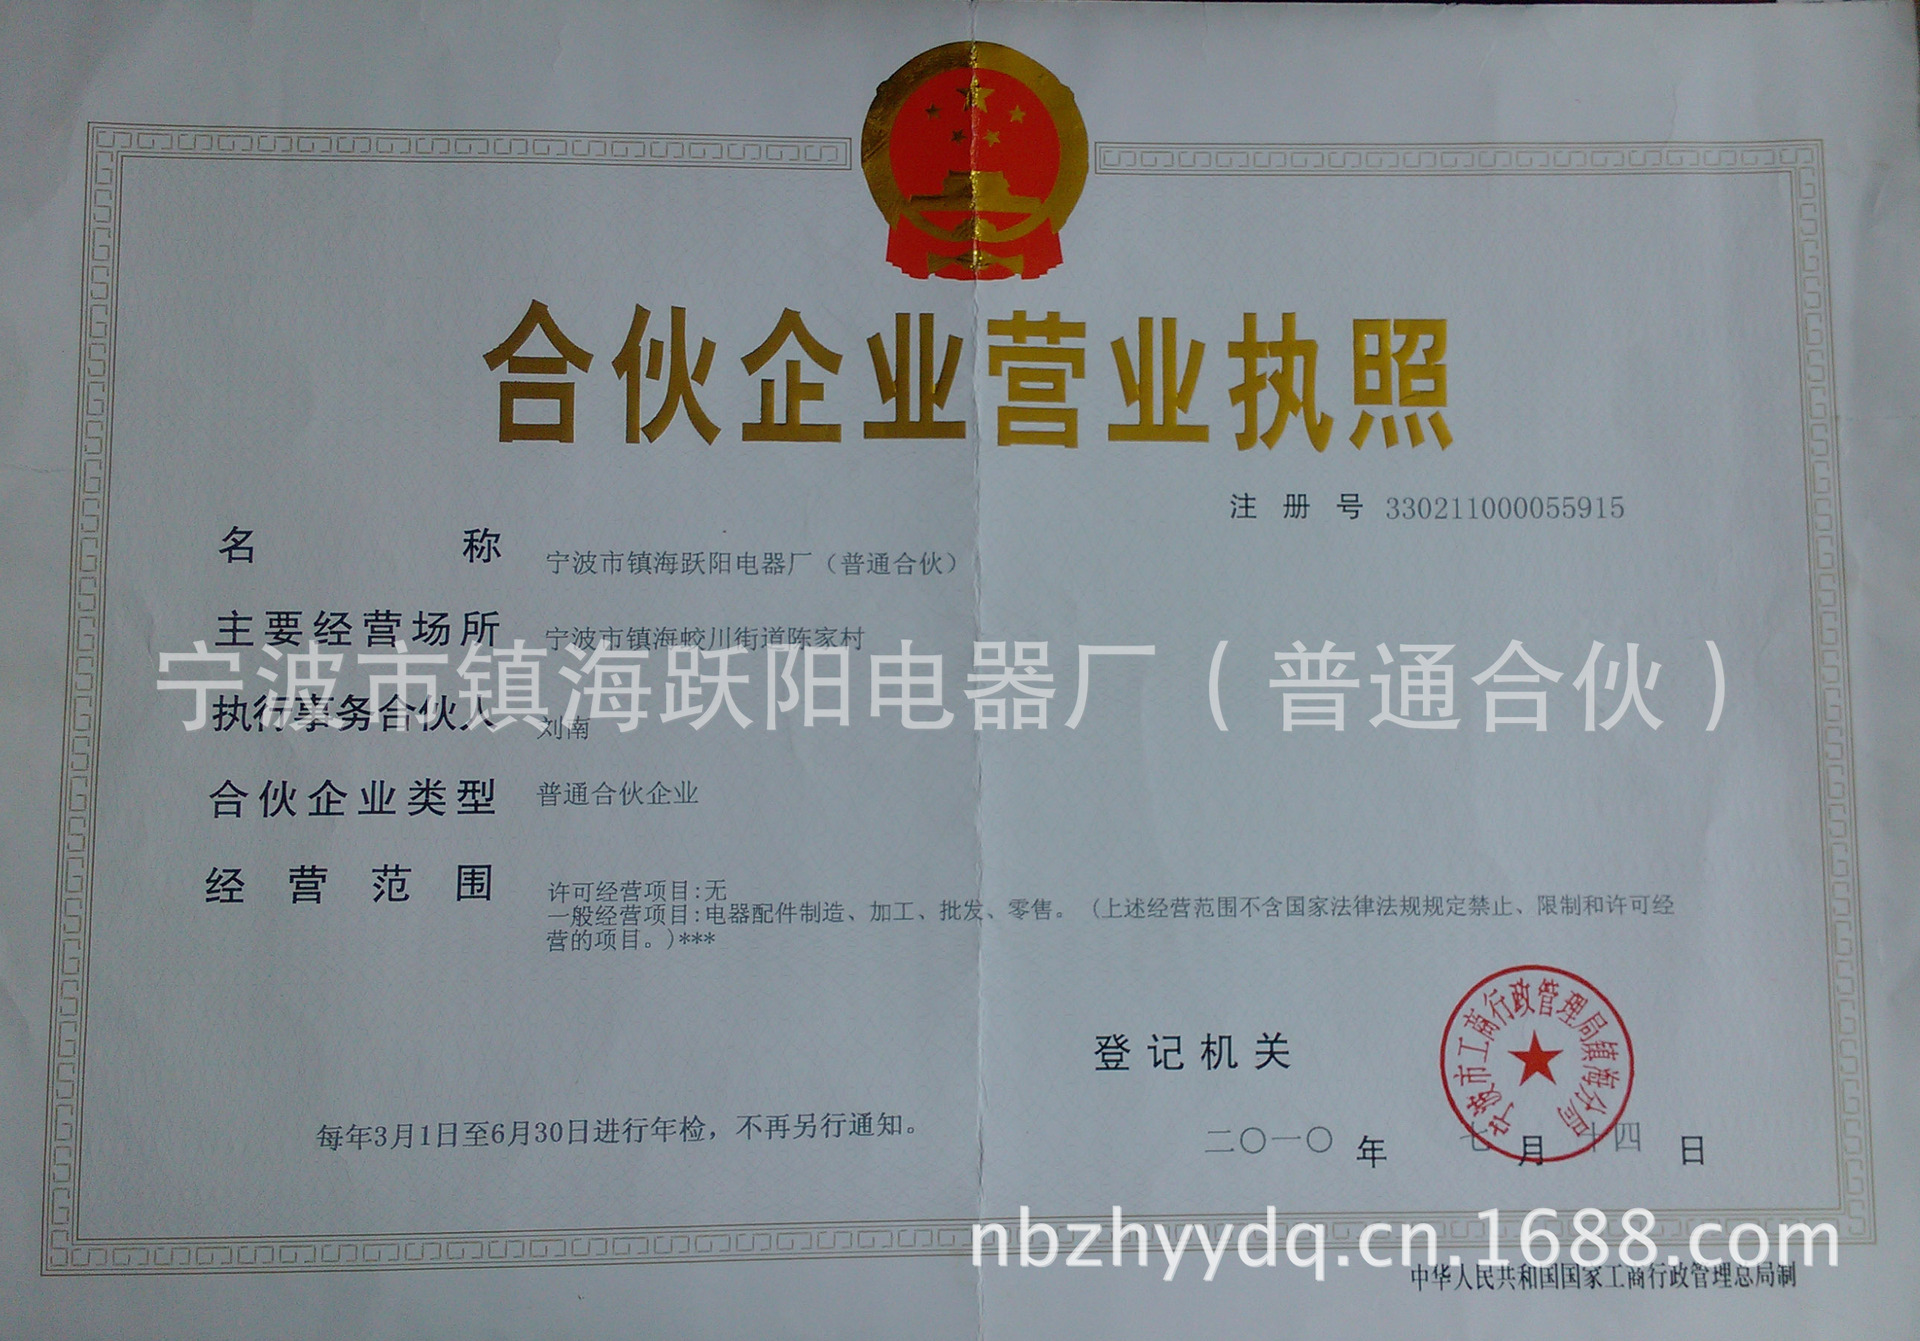 合伙企业营业执照
注册号 330211000055915
名称 宁波市镇海跃阳电器厂（普通合伙）
主要经营场所 宁波市镇海蛟川街道陈家村
宁波市镇海跃阳电器厂（普通合伙）
执行事务合伙人 刘南
合伙企业类型 普通合伙企业
经营范围 许可经营项目:无
一般经营项目:电器配件制造、加工、批发、零售。（上述经营范围不含国家法律法规规定禁止、限制和许可经
营的项目。)***
宁波市工商行政管理局镇海分局
登记机关
每年3月1日至6月30日进行年检，不再另行通知。
二〇一〇 年 七 月 十四 日
nbzhyydq.cn.1688.com
中华人民共和国国家工商行政管理总局制